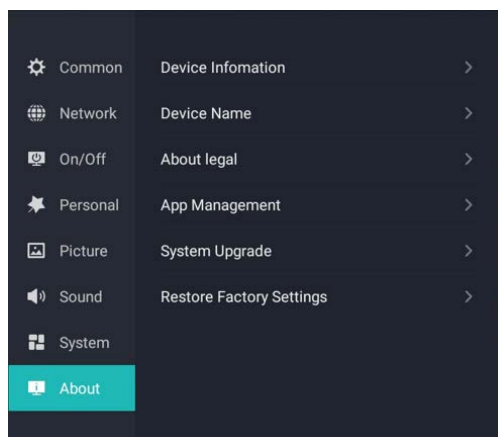 Common
Network
On/Off
Personal
Picture
Sound
System
About
Device Infomation
Device Name
About legal
App Management
System Upgrade
Restore Factory Settings